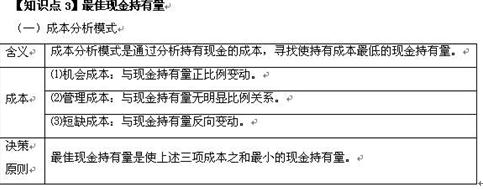 【知识点 3】最佳现金持有量
（一）成本分析模式
含义 成本分析模式是通过分析持有现金的成本，寻找使持有成本最低的现金持有量。
成本
⑴机会成本：与现金持有量正比例变动。
⑵管理成本：与现金持有量无明显比例关系。
⑶短缺成本：与现金持有量反向变动。
决策
原则
最佳现金持有量是使上述三项成本之和最小的现金持有量。